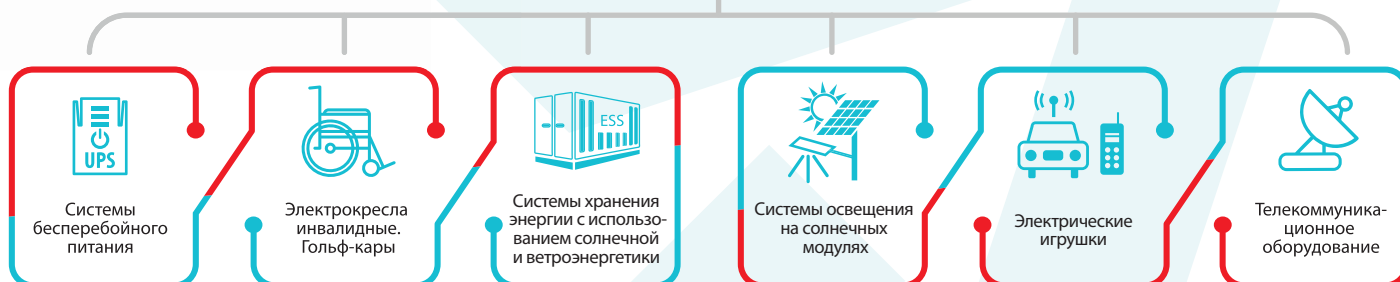 UPS
Системы
бесперебойного
питания
Электрокресла
инвалидные.
Гольф-кары
ESS
Системы хранения
энергии с использо-
ванием солнечной
и ветроэнергетики
Системы освещения
на солнечных
модулях
Электрические
игрушки
Телекоммуника-
ционное
оборудование